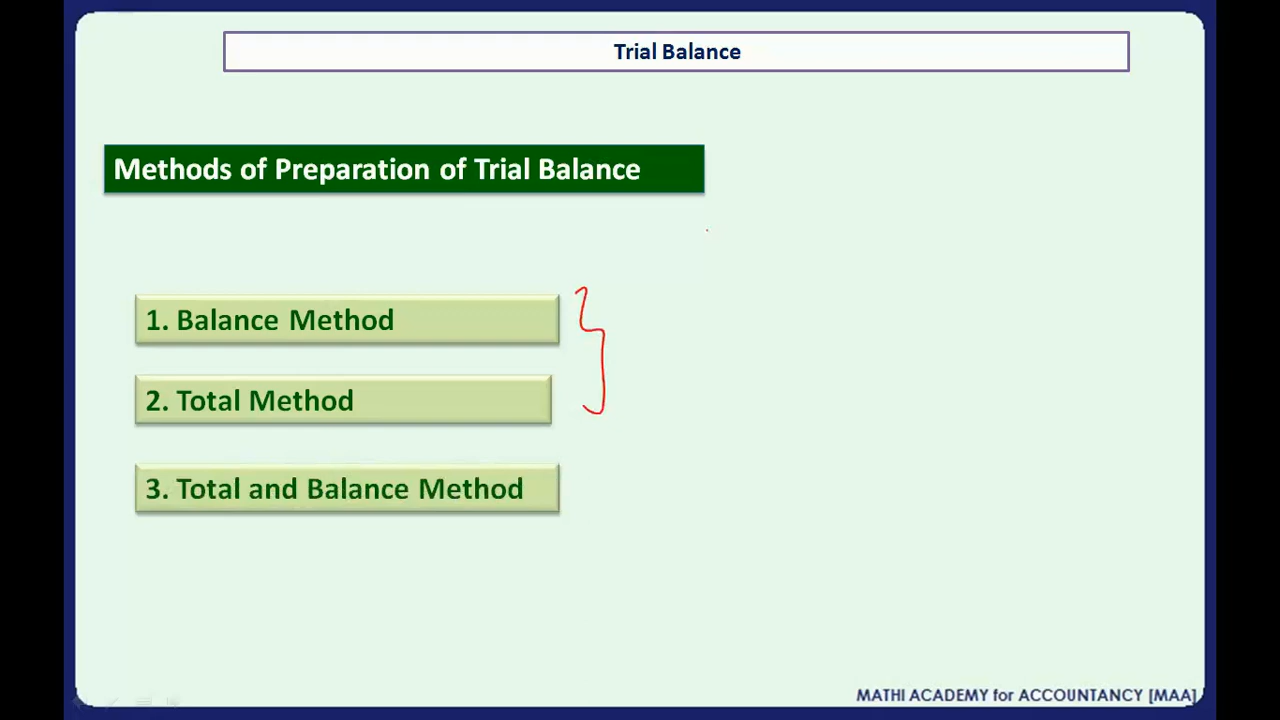 Trial Balance
Methods of Preparation of Trial Balance
1. Balance Method
2. Total Method
3. Total and Balance Method
MATHI ACADEMY for ACCOUNTANCY [MAA]